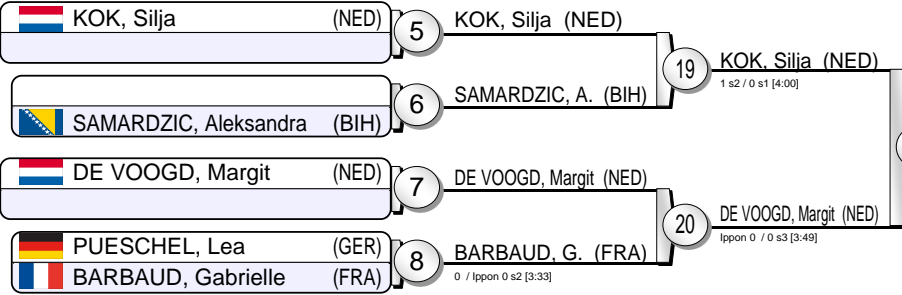 KOK, Silja (NED)
5
KOK, Silja (NED)
19
KOK, Silja (NED)
1 s2 / 0 s1 [4:00]
6
SAMARDZIC, A. (BIH)
SAMARDZIC, Aleksandra (BIH)
DE VOOGD, Margit (NED)
7
DE VOOGD, Margit (NED)
20
DE VOOGD, Margit (NED)
Ippon 0 / 0 s3 [3:49]
PUESCHEL, Lea (GER)
8
BARBAUD, G. (FRA)
BARBAUD, Gabrielle (FRA)
0 / Ippon 0 s2 [3:33]